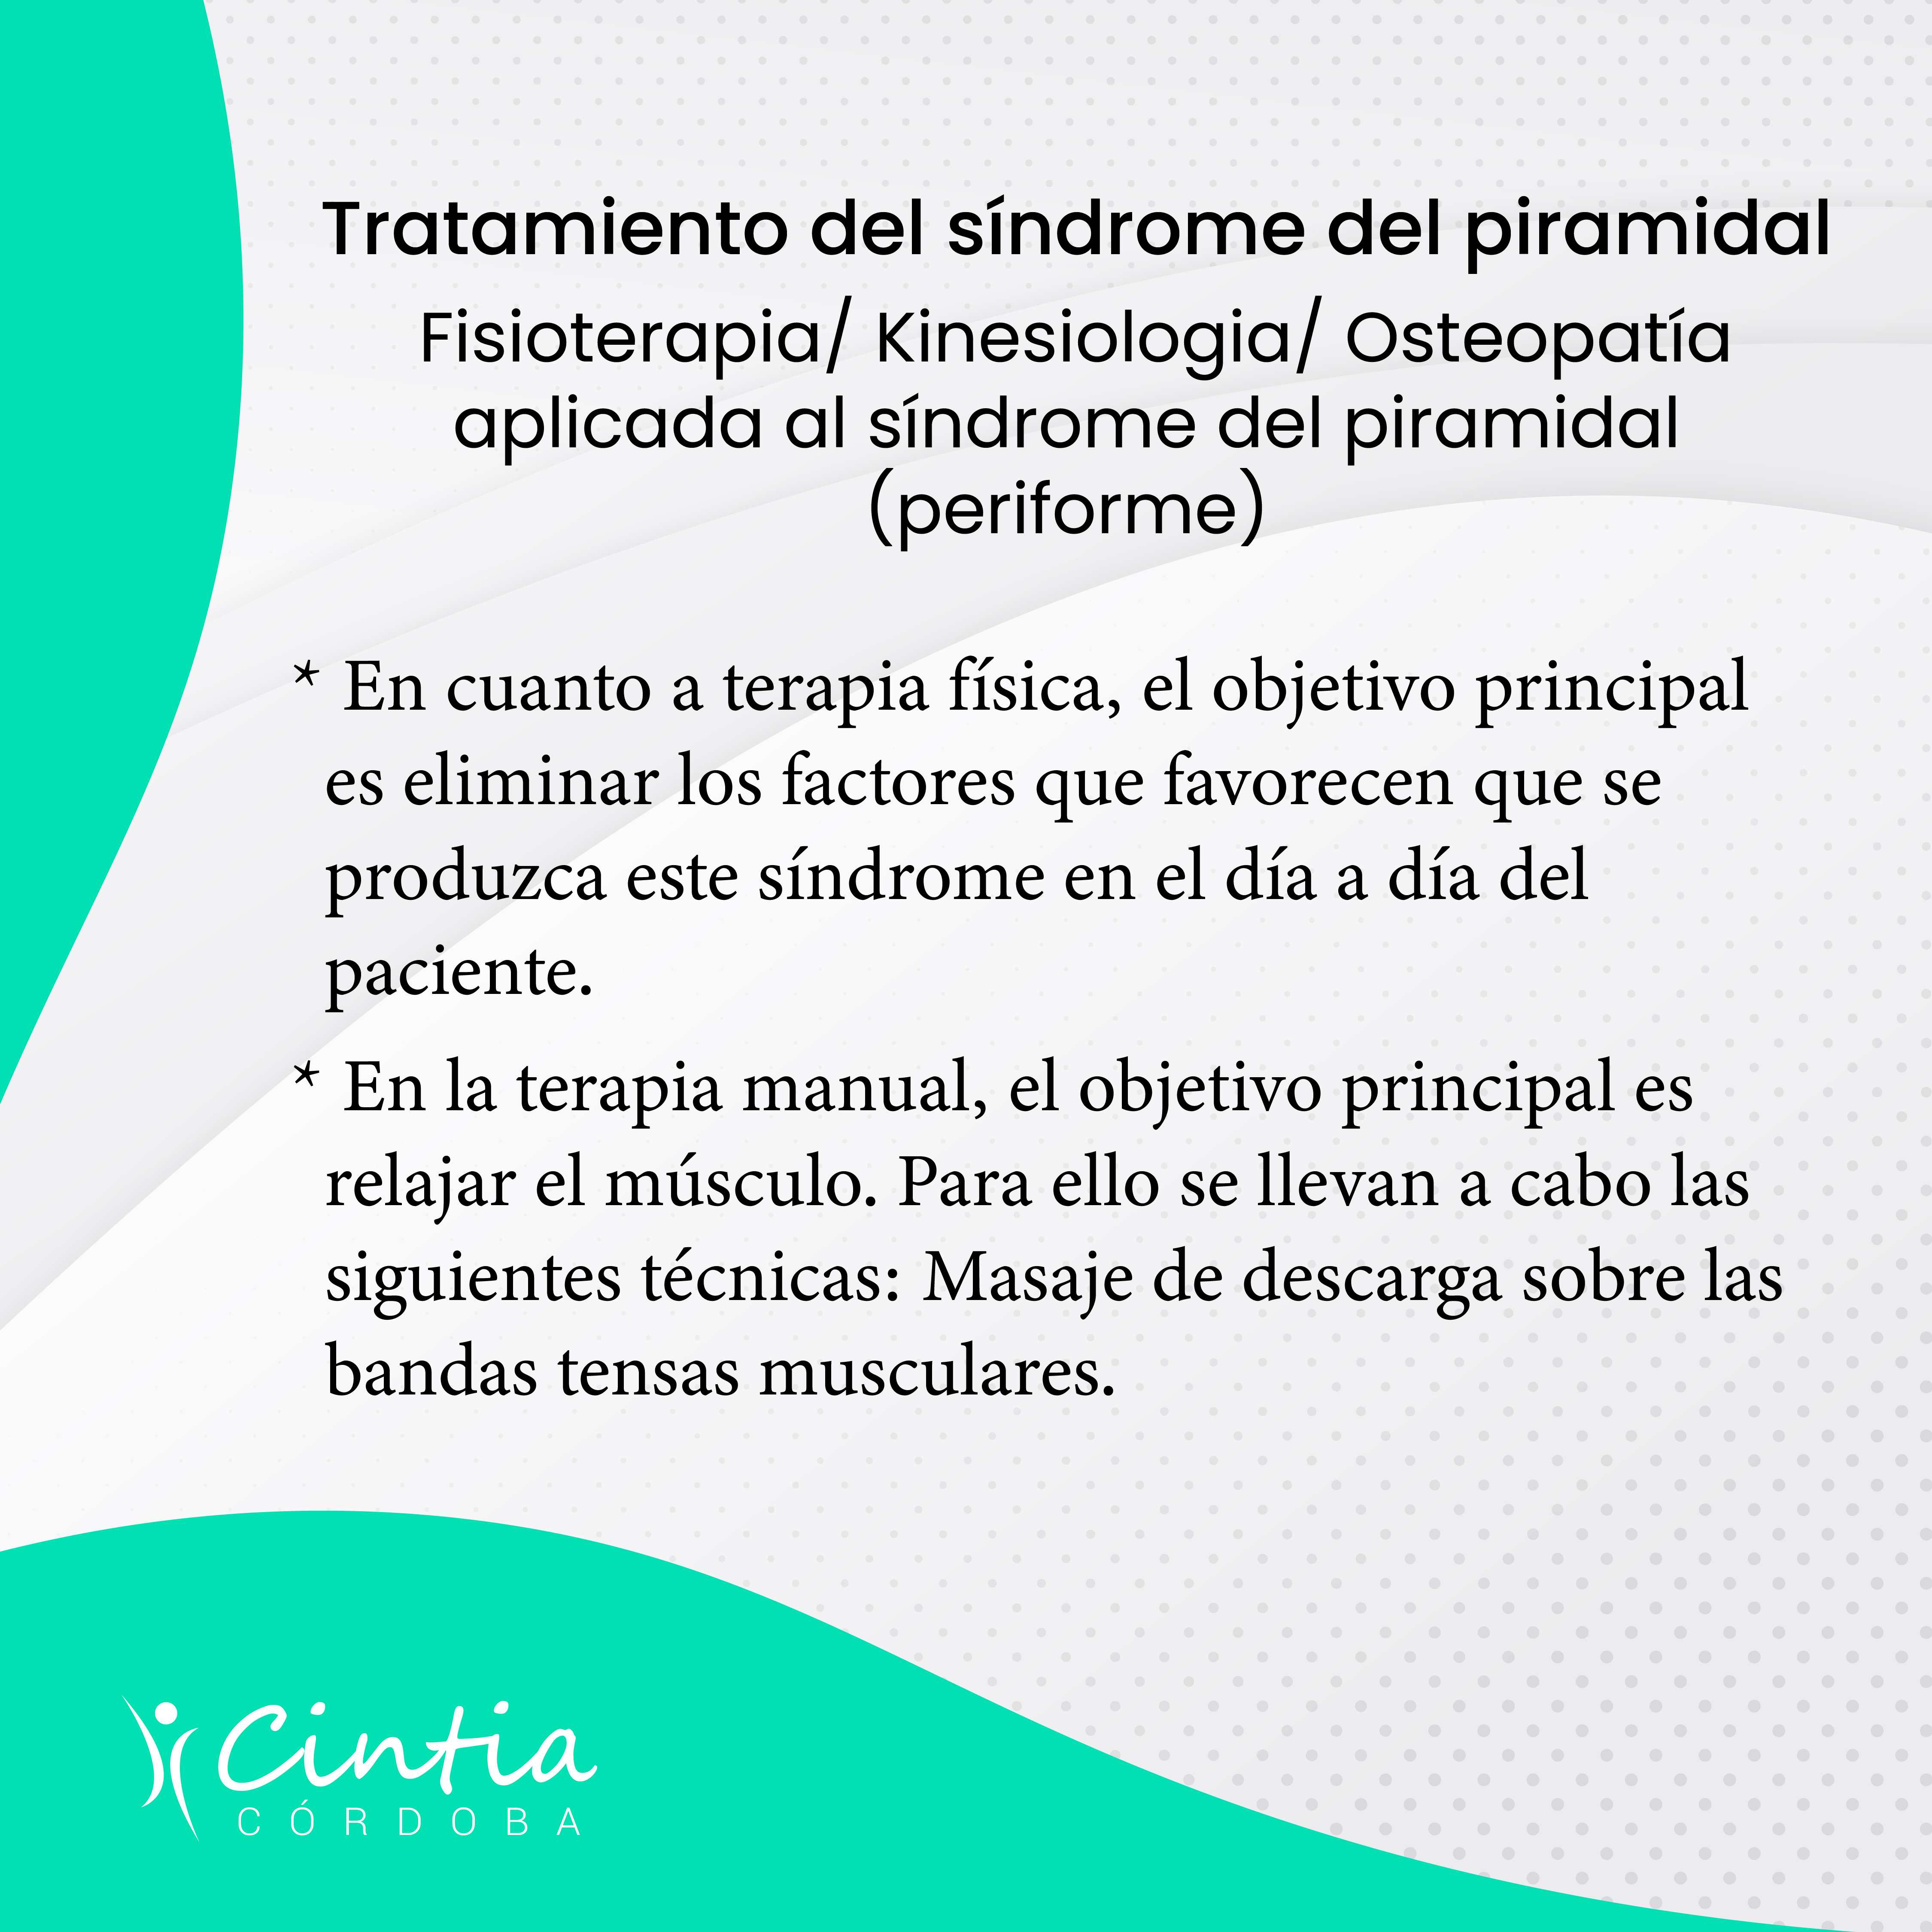 Tratamiento del síndrome del piramidal
Fisioterapia/ Kinesiologia/ Osteopatía
aplicada al síndrome del piramidal
(periforme)
* En cuanto a terapia física, el objetivo principal
es eliminar los factores que favorecen que se
produzca este síndrome en el día a día del
paciente.
* En la terapia manual, el objetivo principal es
relajar el músculo. Para ello se llevan a cabo las
siguientes técnicas: Masaje de descarga sobre las
bandas tensas musculares.
Cintia
CÓRDOBA